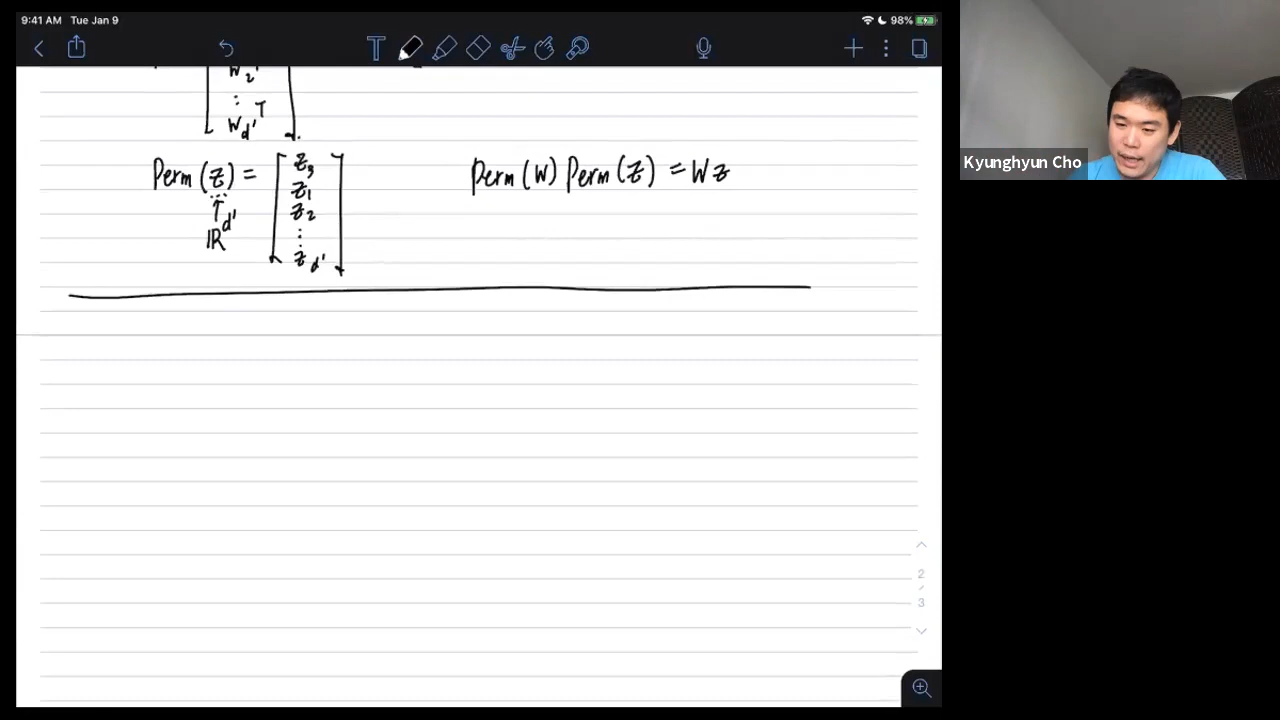 9:41 AM Tue Jan 9
98%
W₂ᵀ
⋮
W_d'ᵀ
Perm (z) = [z₃ z₁ z₂ ⋮ z_d']
↑
ℝ^d'
Perm (W) Perm (z) = Wz
2
/
3
Kyunghyun Cho